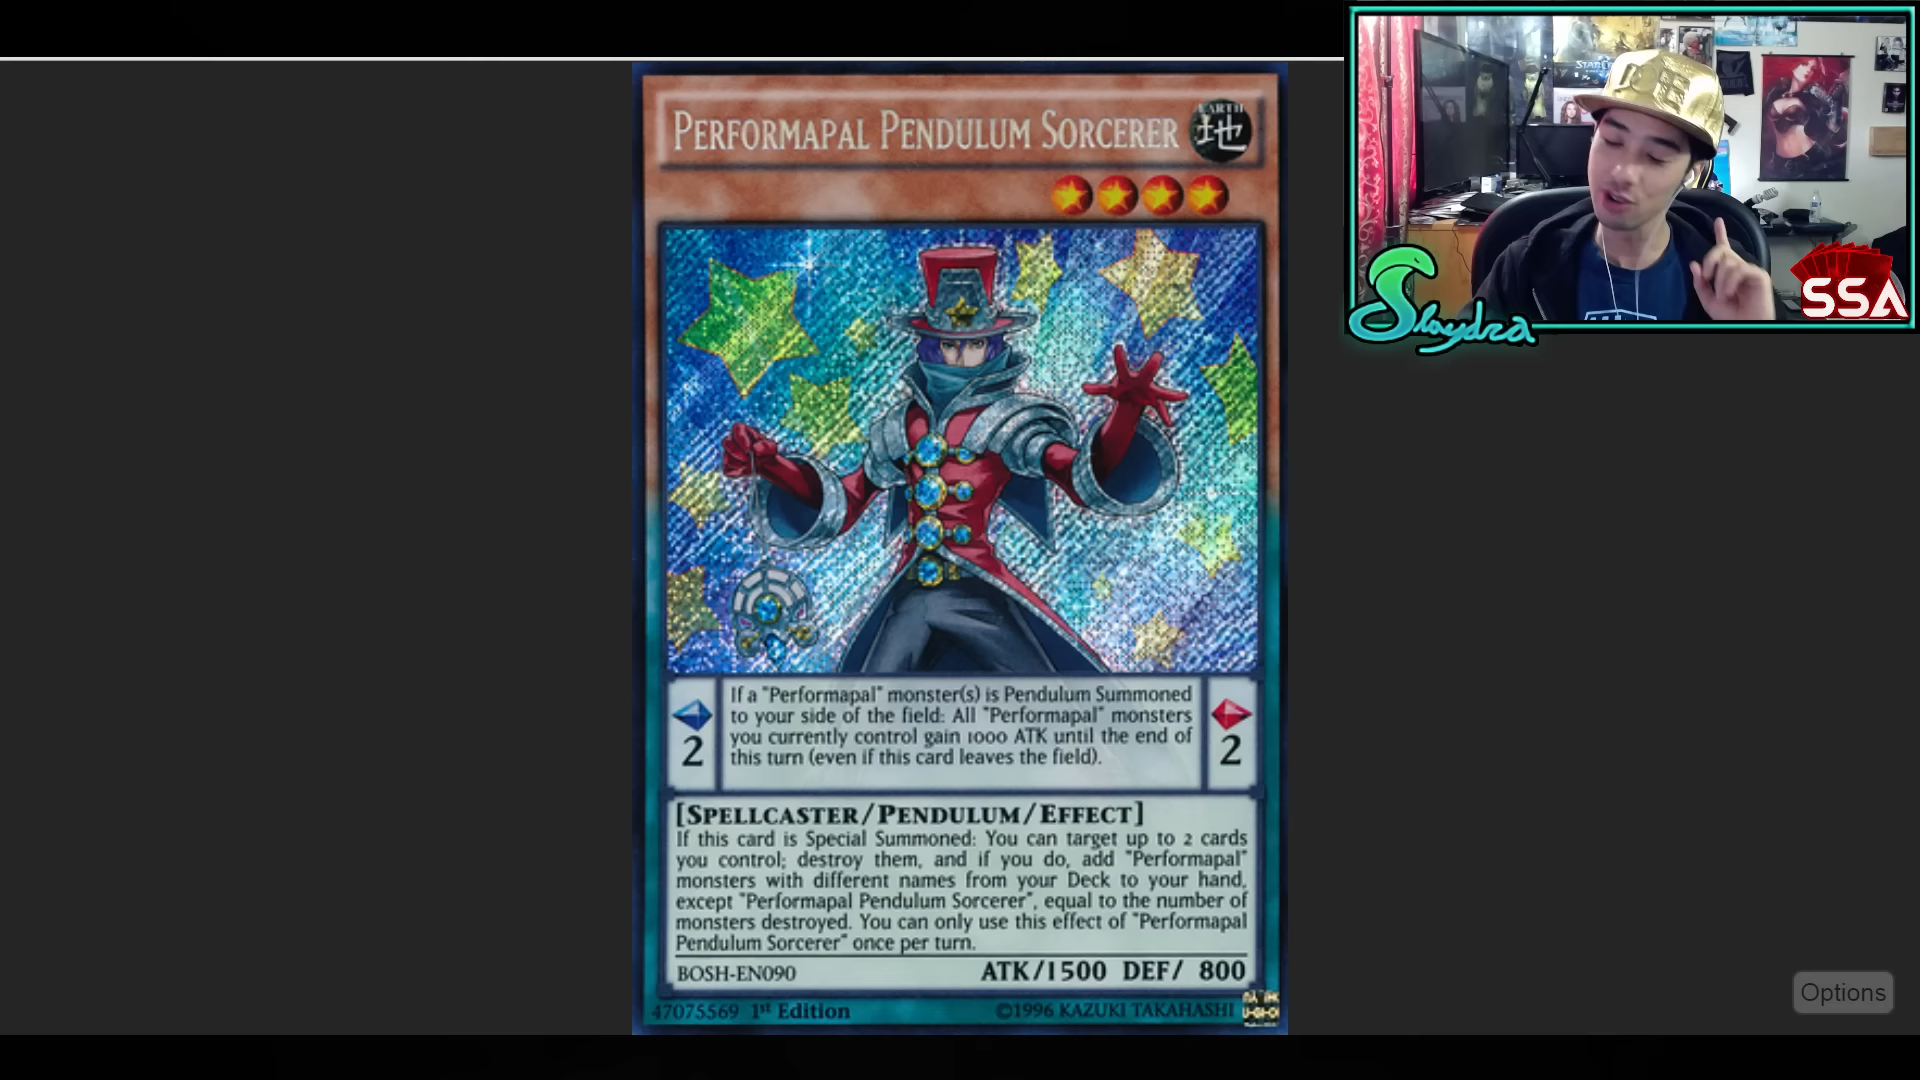 PERFORMAPAL PENDULUM SORCERER
EARTH
地
If a "Performapal" monster(s) is Pendulum Summoned
to your side of the field: All "Performapal" monsters
you currently control gain 1000 ATK until the end of
this turn (even if this card leaves the field).
2
2
[SPELLCASTER/PENDULUM/EFFECT]
If this card is Special Summoned: You can target up to 2 cards
you control; destroy them, and if you do, add "Performapal"
monsters with different names from your Deck to your hand,
except "Performapal Pendulum Sorcerer", equal to the number of
monsters destroyed. You can only use this effect of "Performapal
Pendulum Sorcerer" once per turn.
BOSH-EN090
ATK/1500 DEF/ 800
47075569 1st Edition
©1996 KAZUKI TAKAHASHI
Slaydra
SSA
Options